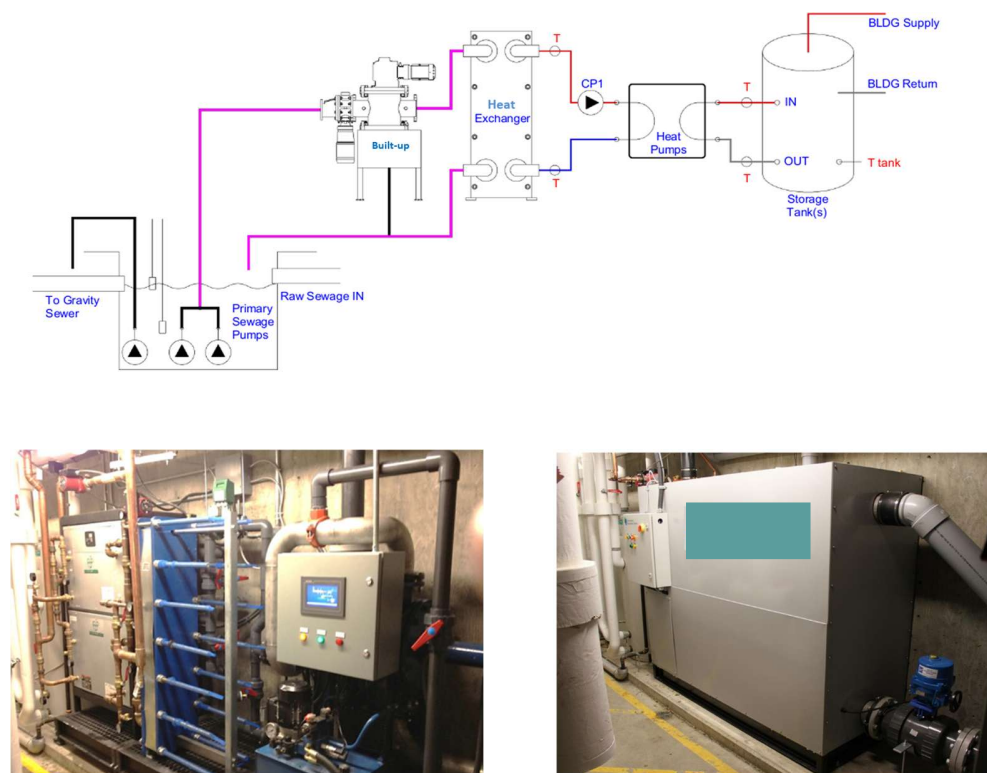 BLDG Supply
T
CP1
T
BLDG Return
Heat
Exchanger
IN
Built-up
Heat
Pumps
OUT
T tank
T
T
Storage
Tank(s)
To Gravity
Sewer
Primary
Sewage
Pumps
Raw Sewage IN